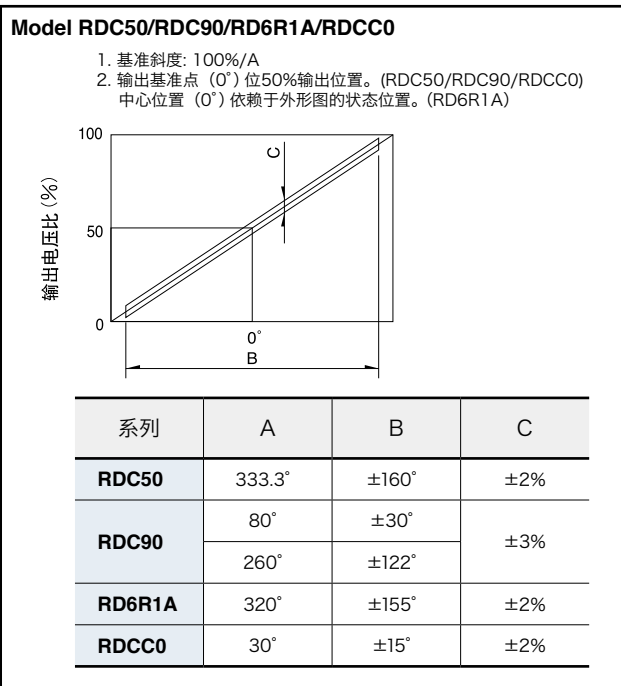 Model RDC50/RDC90/RD6R1A/RDCC0
1. 基准斜度: 100%/A
2. 输出基准点（0˚）位50%输出位置。(RDC50/RDC90/RDCC0)
中心位置（0˚）依赖于外形图的状态位置。(RD6R1A）
100
C
输出电压比（%）
50
0
0˚
B
系列 A B C
RDC50 333.3˚ ±160˚ ±2%
RDC90 80˚ ±30˚ ±3%
260˚ ±122˚
RD6R1A 320˚ ±155˚ ±2%
RDCC0 30˚ ±15˚ ±2%